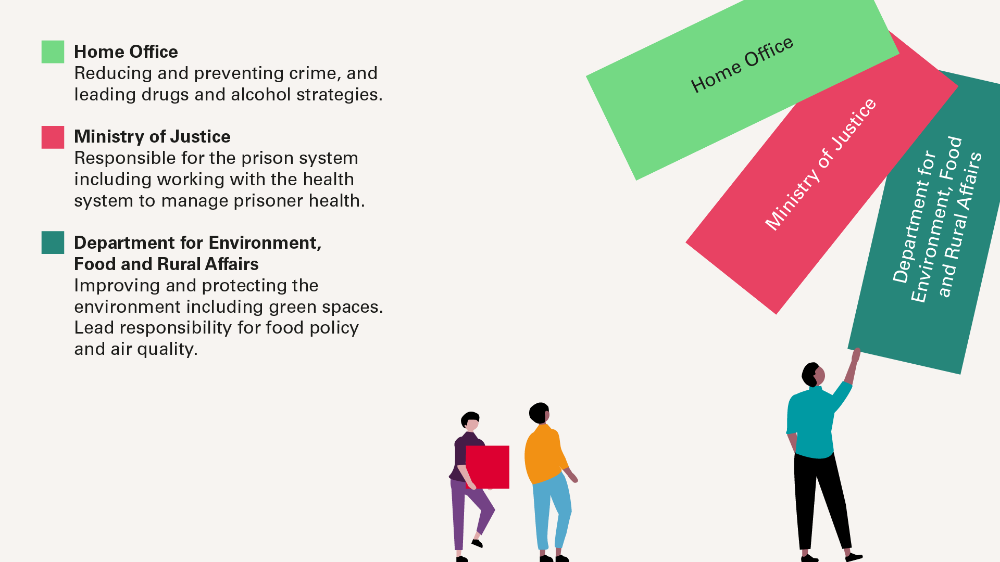 Home Office
Reducing and preventing crime, and
leading drugs and alcohol strategies.
Ministry of Justice
Responsible for the prison system
including working with the health
system to manage prisoner health.
Department for Environment,
Food and Rural Affairs
Improving and protecting the
environment including green spaces.
Lead responsibility for food policy
and air quality.
Home Office
Ministry of Justice
Department for
Environment, Food
and Rural Affairs